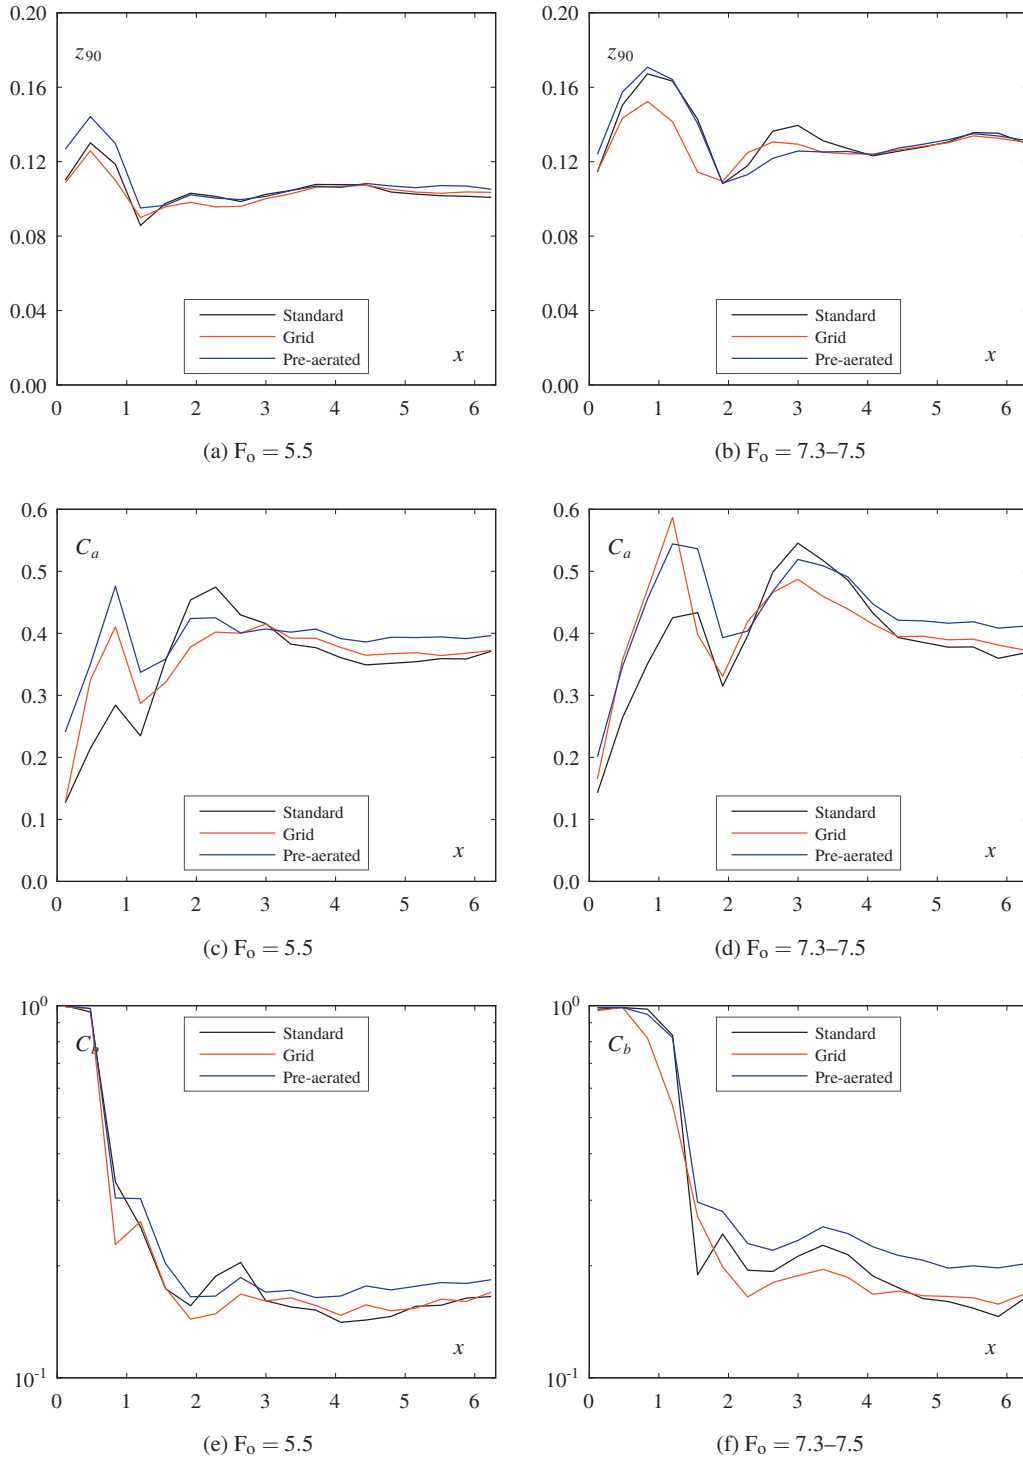 0.20
z90
0.16
0.12
0.08
0.04
0.00
Standard
Grid
Pre-aerated
x
0 1 2 3 4 5 6
(a) Fo = 5.5
0.20
z90
0.16
0.12
0.08
0.04
0.00
Standard
Grid
Pre-aerated
x
0 1 2 3 4 5 6
(b) Fo = 7.3–7.5
0.6
Ca
0.5
0.4
0.3
0.2
0.1
0.0
Standard
Grid
Pre-aerated
x
0 1 2 3 4 5 6
(c) Fo = 5.5
0.6
Ca
0.5
0.4
0.3
0.2
0.1
0.0
Standard
Grid
Pre-aerated
x
0 1 2 3 4 5 6
(d) Fo = 7.3–7.5
10^0
Cb
Standard
Grid
Pre-aerated
x
10^-1
0 1 2 3 4 5 6
(e) Fo = 5.5
10^0
Cb
Standard
Grid
Pre-aerated
x
10^-1
0 1 2 3 4 5 6
(f) Fo = 7.3–7.5